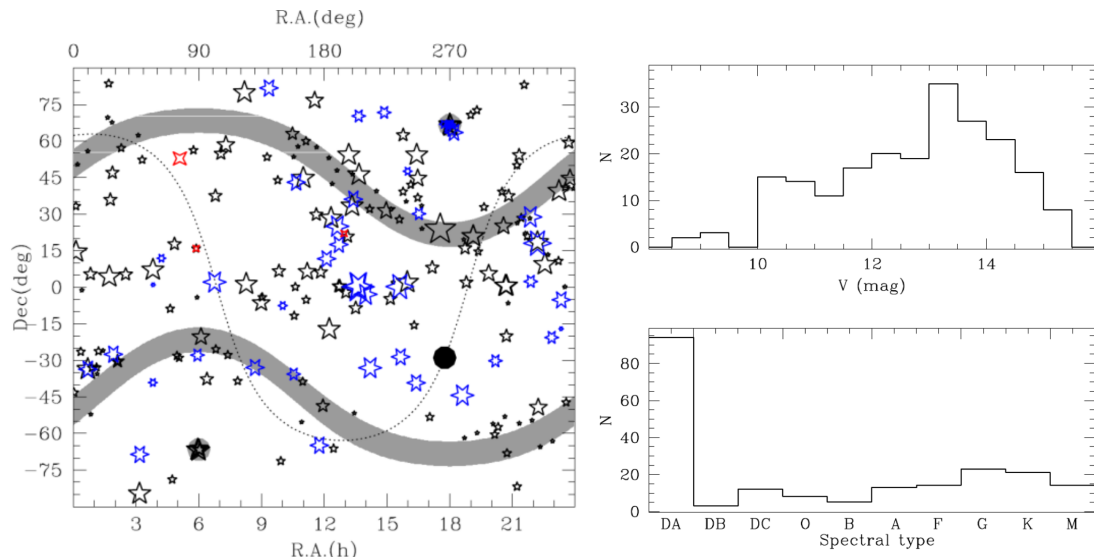 R.A.(deg)
0 90 180 270
Dec(deg)
75
60
45
30
15
0
−15
−30
−45
−60
−75
3 6 9 12 15 18 21
R.A.(h)
N
30
20
10
0
10 12 14
V (mag)
N
80
60
40
20
0
DA DB DC O B A F G K M
Spectral type